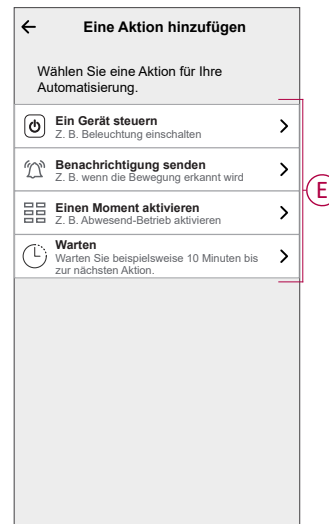 Eine Aktion hinzufügen
Wählen Sie eine Aktion für Ihre
Automatisierung.
Ein Gerät steuern
Z. B. Beleuchtung einschalten
Benachrichtigung senden
Z. B. wenn die Bewegung erkannt wird
Einen Moment aktivieren
Z. B. Abwesend-Betrieb aktivieren
Warten
Warten Sie beispielsweise 10 Minuten bis
zur nächsten Aktion.
E